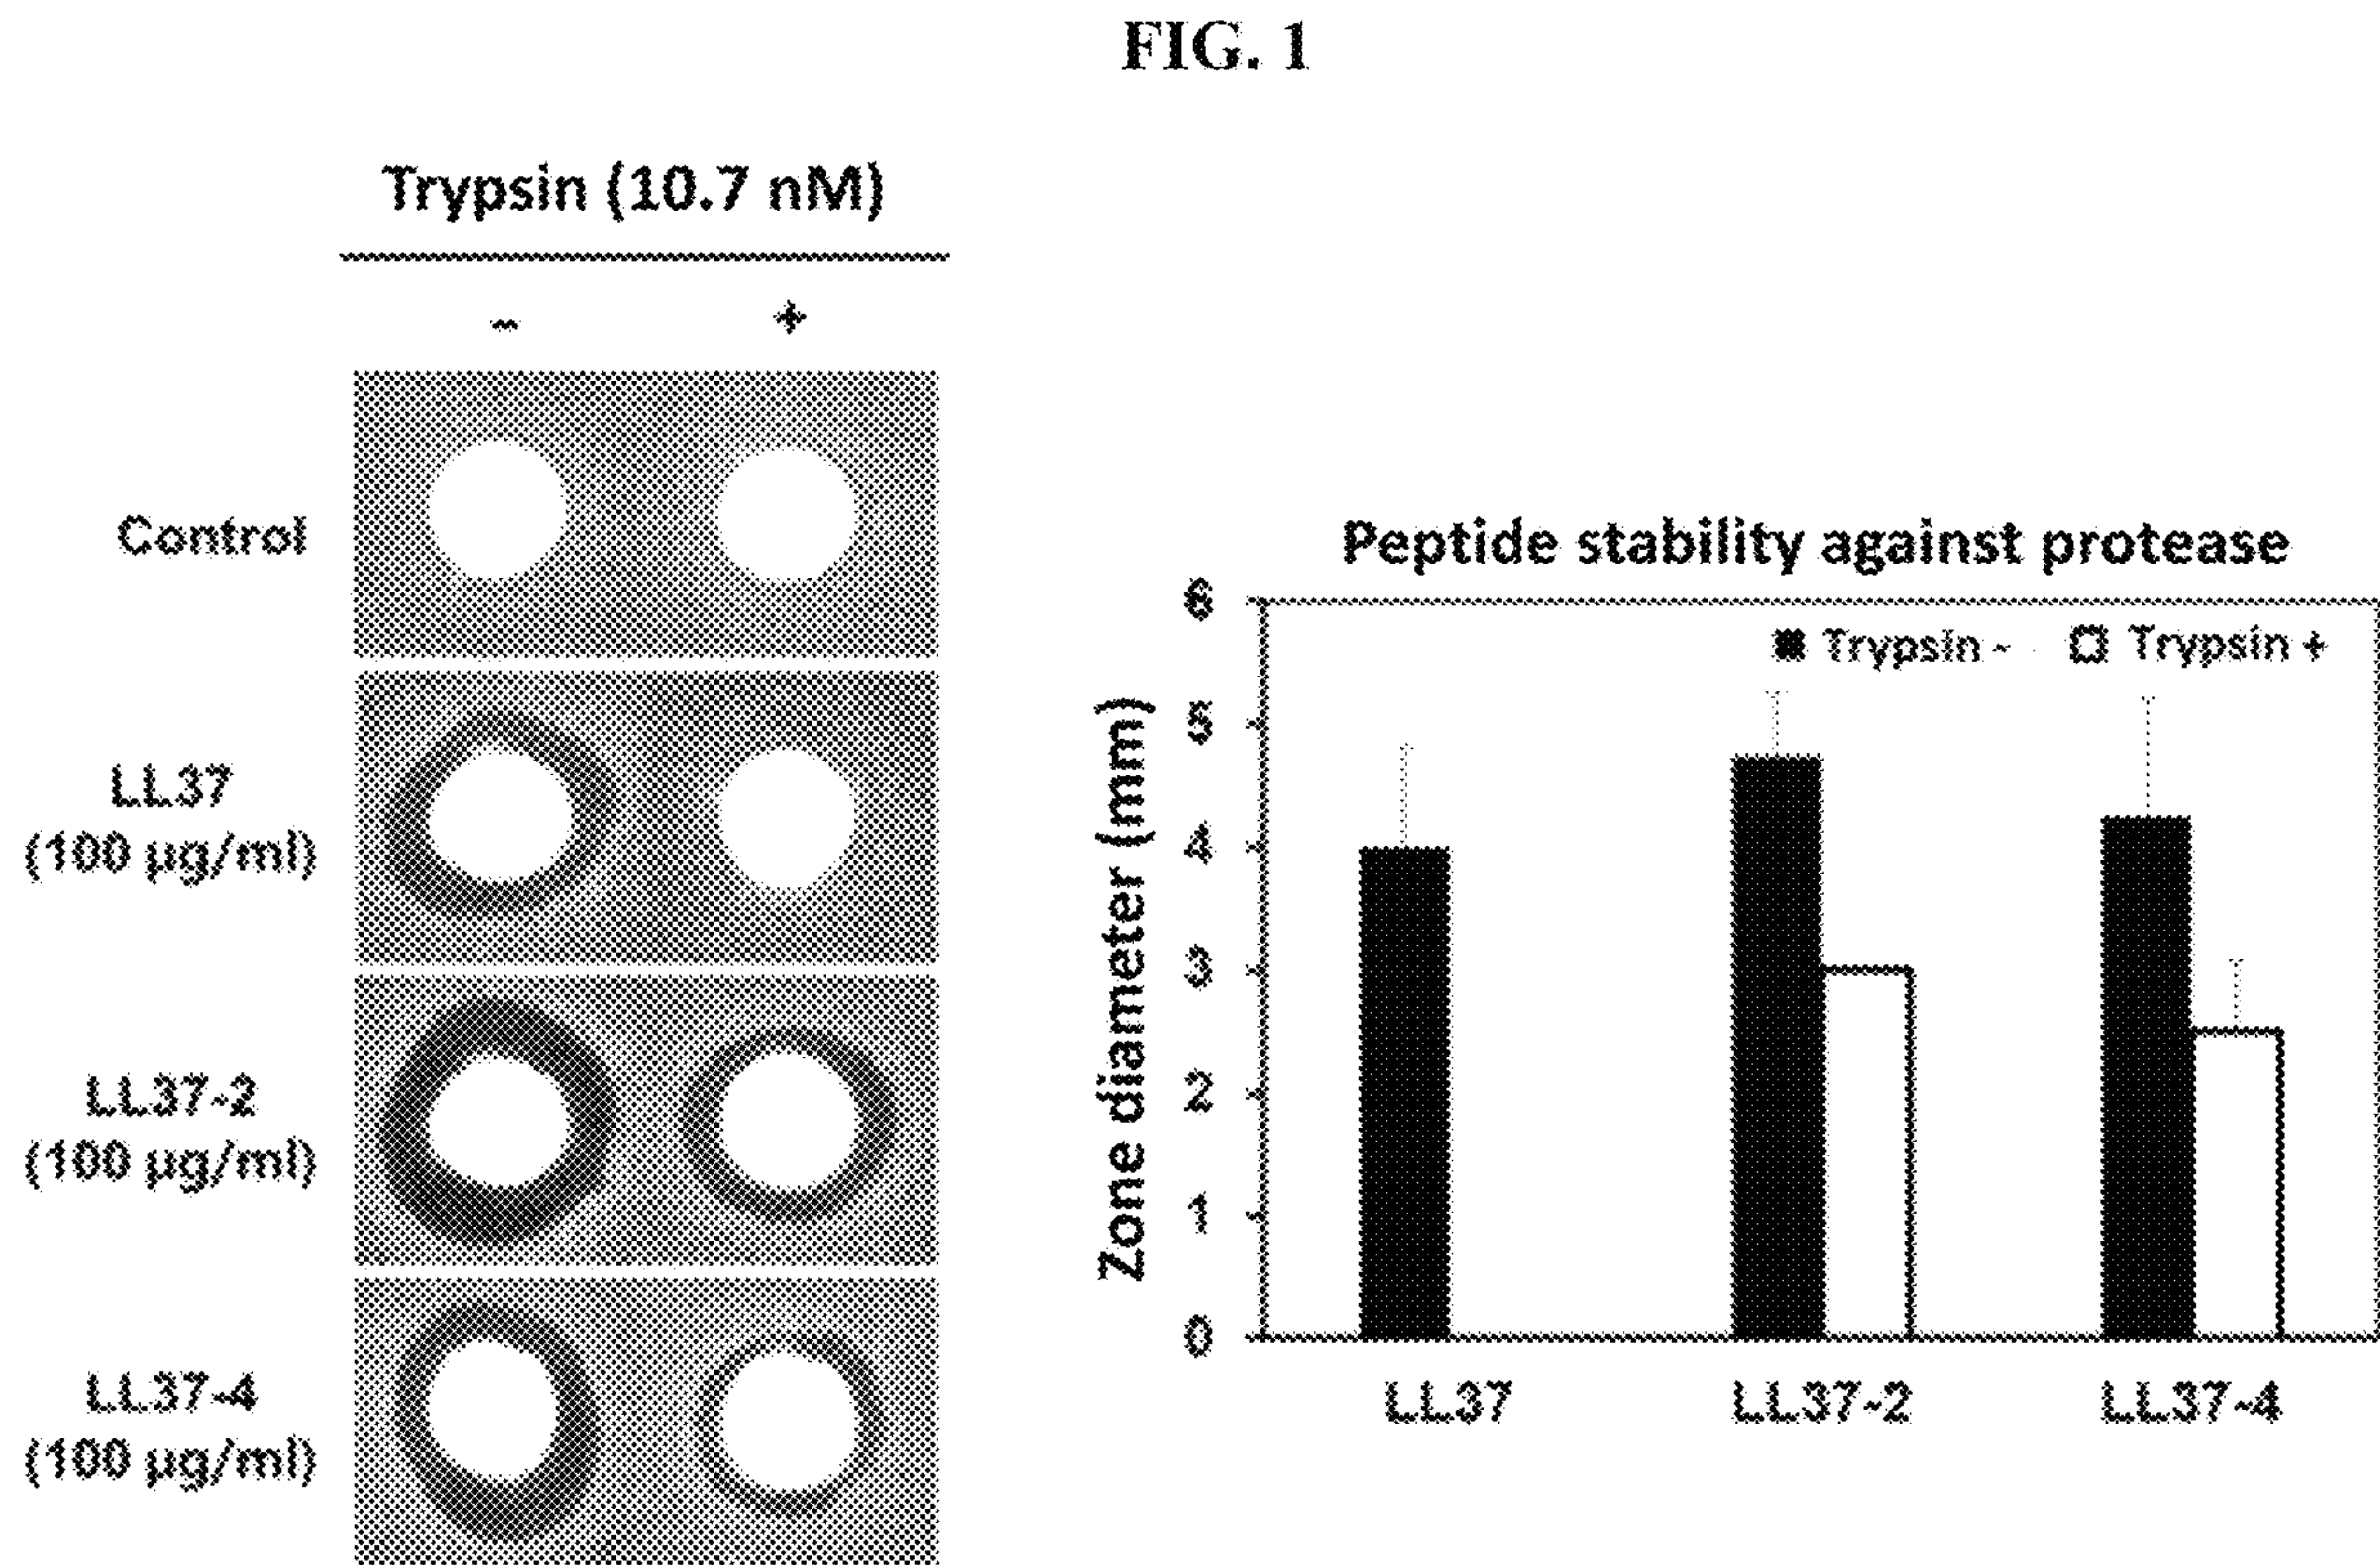 FIG. 1
Trypsin (10.7 nM)
- +
Control
LL37
(100 µg/ml)
LL37-2
(100 µg/ml)
LL37-4
(100 µg/ml)
Peptide stability against protease
Trypsin - Trypsin +
Zone diameter (mm)
6
5
4
3
2
1
0
LL37 LL37-2 LL37-4